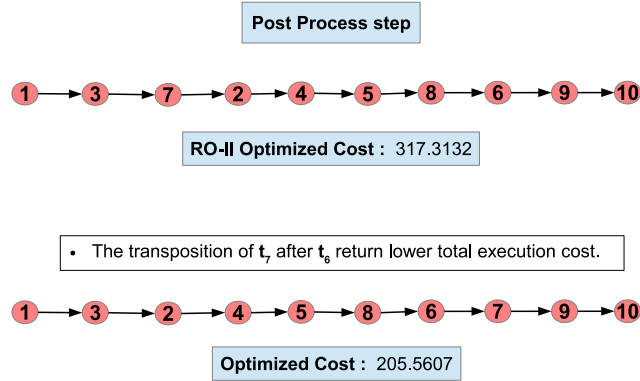 Post Process step
1 3 7 2 4 5 8 6 9 10
RO-II Optimized Cost : 317.3132
• The transposition of t7 after t6 return lower total execution cost.
1 3 2 4 5 8 6 7 9 10
Optimized Cost : 205.5607